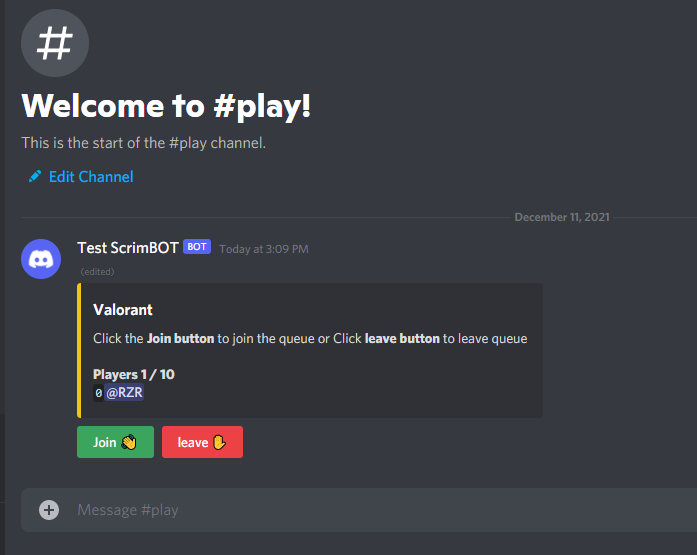 #
Welcome to #play!
This is the start of the #play channel.
Edit Channel
December 11, 2021
Test ScrimBOT BOT Today at 3:09 PM
(edited)
Valorant
Click the Join button to join the queue or Click leave button to leave queue
Players 1 / 10
0 @RZR
Join 👏 leave ✋
Message #play